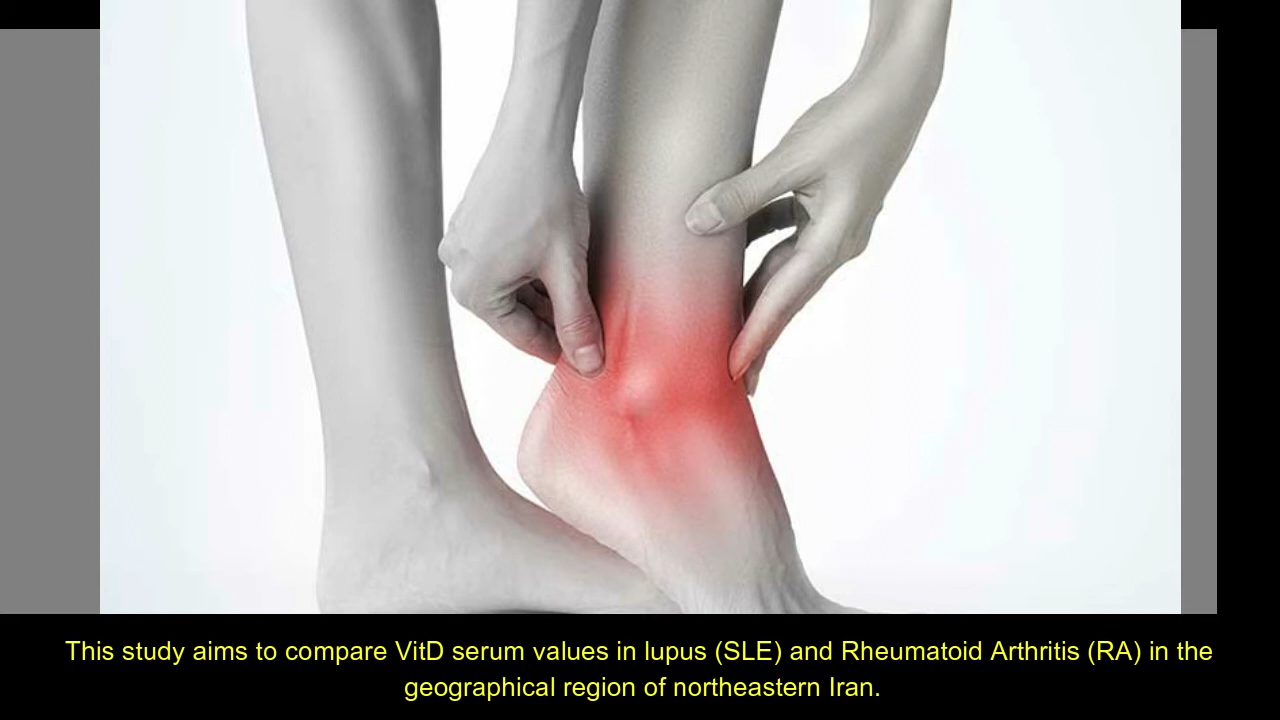 This study aims to compare VitD serum values in lupus (SLE) and Rheumatoid Arthritis (RA) in the
geographical region of northeastern Iran.